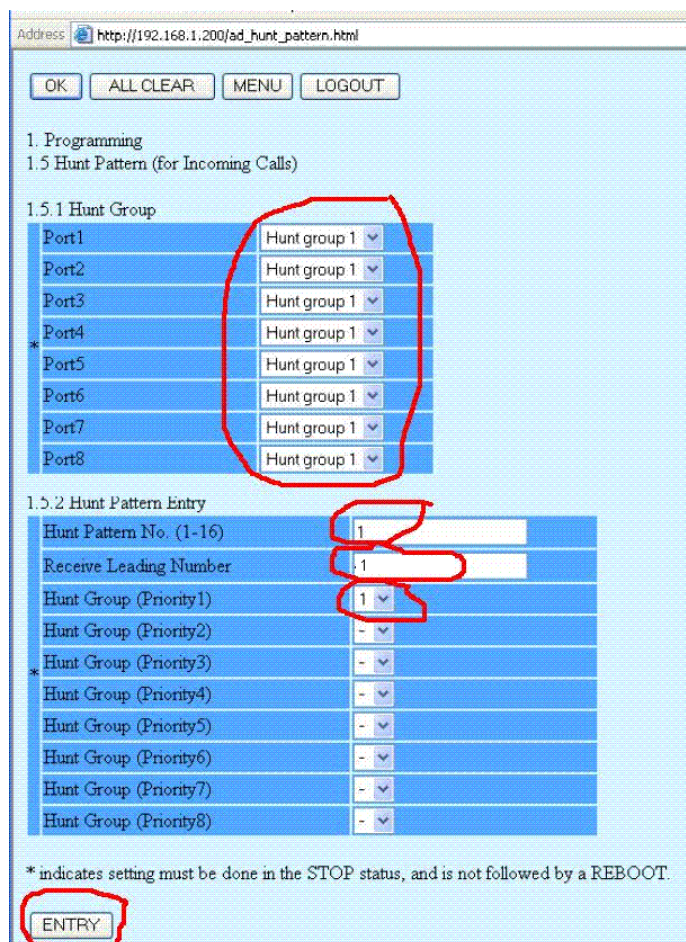 Address http://192.168.1.200/ad_hunt_pattern.html
OK ALL CLEAR MENU LOGOUT
1. Programming
1.5 Hunt Pattern (for Incoming Calls)
1.5.1 Hunt Group
Port1 Hunt group 1
Port2 Hunt group 1
Port3 Hunt group 1
* Port4 Hunt group 1
Port5 Hunt group 1
Port6 Hunt group 1
Port7 Hunt group 1
Port8 Hunt group 1
1.5.2 Hunt Pattern Entry
Hunt Pattern No. (1-16) 1
Receive Leading Number 1
Hunt Group (Priority1) 1
Hunt Group (Priority2) -
* Hunt Group (Priority3) -
Hunt Group (Priority4) -
Hunt Group (Priority5) -
Hunt Group (Priority6) -
Hunt Group (Priority7) -
Hunt Group (Priority8) -
* indicates setting must be done in the STOP status, and is not followed by a REBOOT.
ENTRY